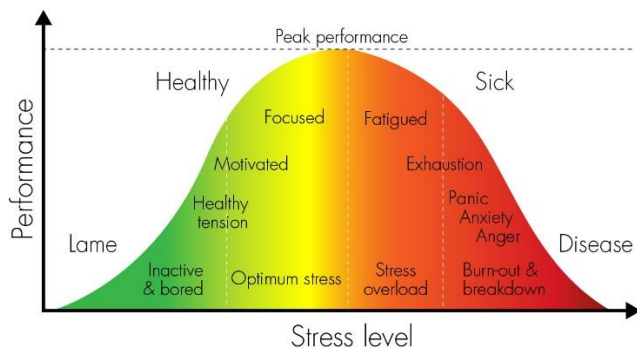 Peak performance
Healthy
Sick
Focused
Fatigued
Motivated
Exhaustion
Healthy
tension
Panic
Anxiety
Anger
Lame
Disease
Inactive
& bored
Optimum stress
Stress
overload
Burn-out &
breakdown
Performance
Stress level